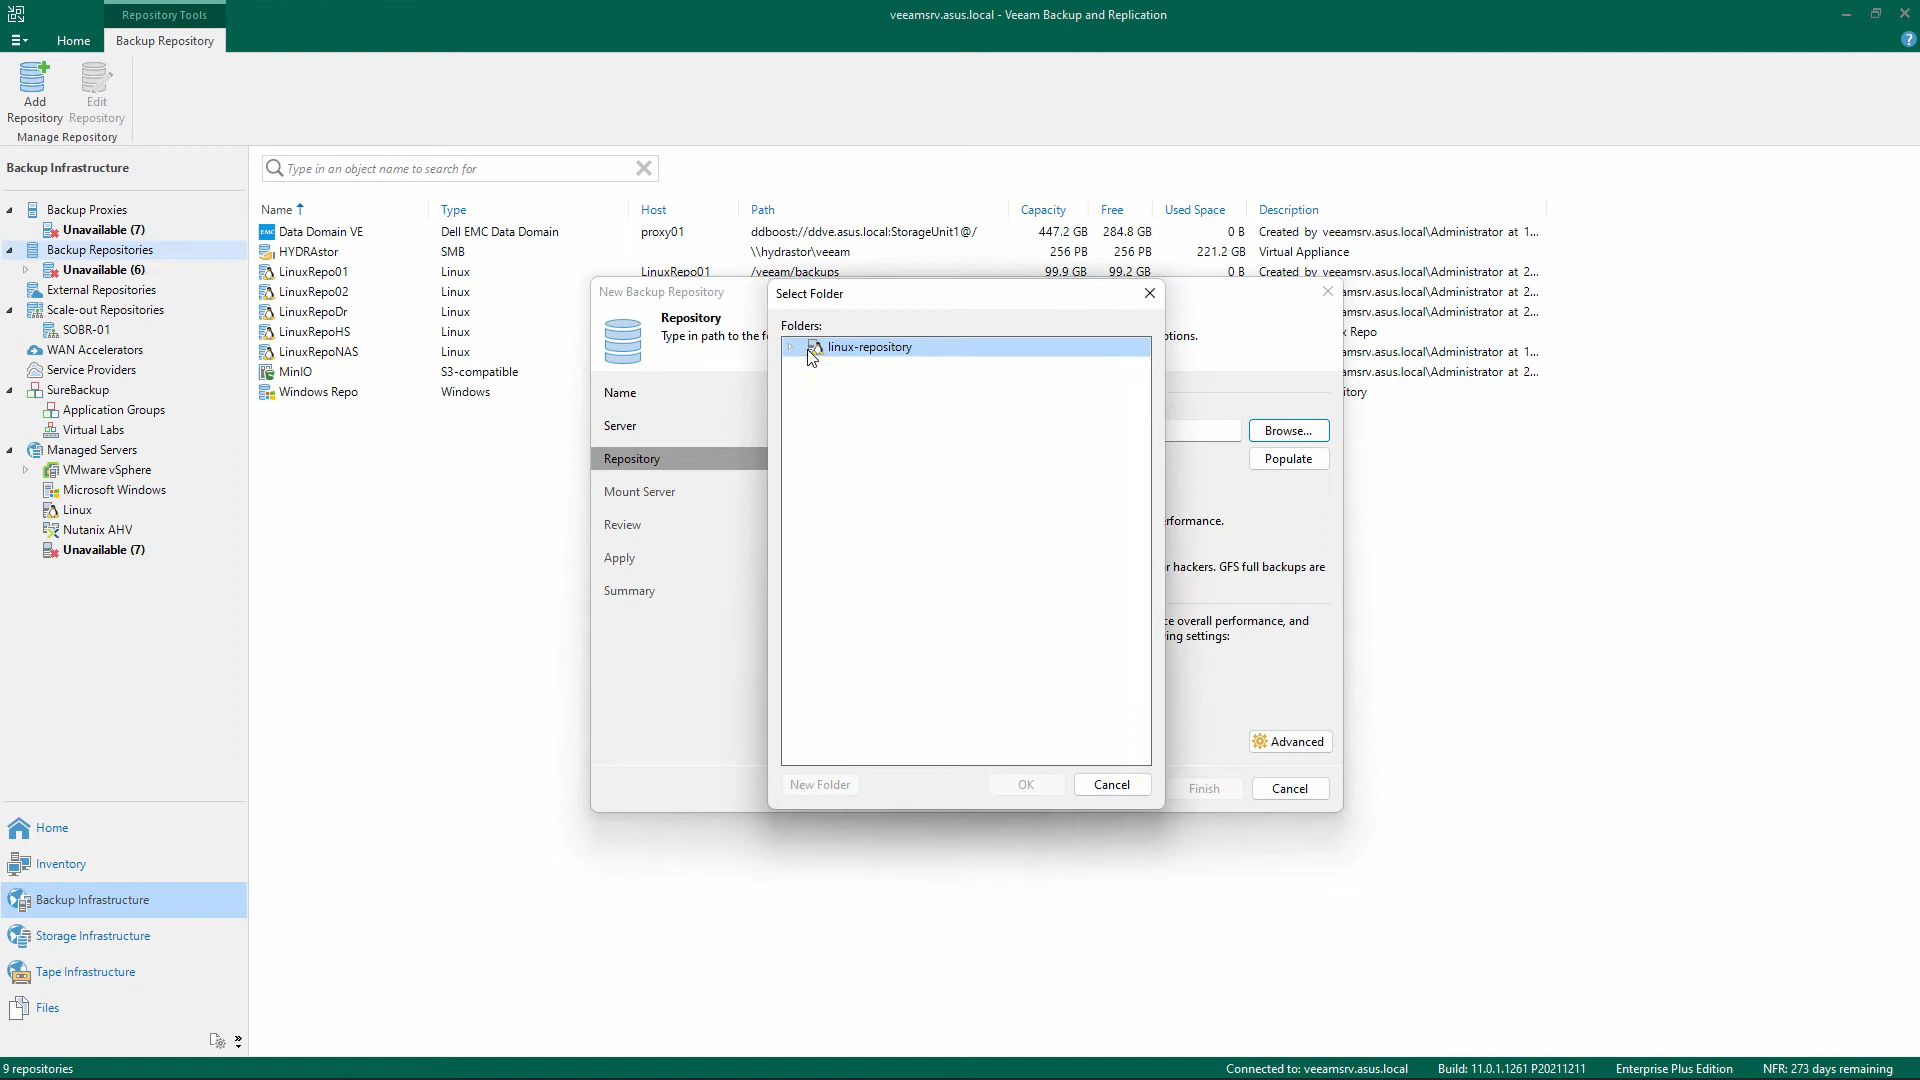 Repository Tools
veeamsrv.asus.local - Veeam Backup and Replication
Home
Backup Repository
Add Repository
Edit Repository
Manage Repository
Backup Infrastructure
Type in an object name to search for
Backup Proxies
Unavailable (7)
Backup Repositories
Unavailable (6)
External Repositories
Scale-out Repositories
SOBR-01
WAN Accelerators
Service Providers
SureBackup
Application Groups
Virtual Labs
Managed Servers
VMware vSphere
Microsoft Windows
Linux
Nutanix AHV
Unavailable (7)
Name Type Host Path Capacity Free Used Space Description
Data Domain VE Dell EMC Data Domain proxy01 ddboost://ddve.asus.local:StorageUnit1@/ 447.2 GB 284.8 GB 0 B Created by veeamsrv.asus.local\Administrator at 1...
HYDRAstor SMB \\hydrastor\veeam 256 PB 256 PB 221.2 GB Virtual Appliance
LinuxRepo01 Linux LinuxRepo01 /veeam/backups 99.9 GB 99.2 GB 0 B Created by veeamsrv.asus.local\Administrator at 2...
LinuxRepo02 Linux veeamsrv.asus.local\Administrator at 2...
LinuxRepoDr Linux veeamsrv.asus.local\Administrator at 2...
LinuxRepoHS Linux Repo
LinuxRepoNAS Linux veeamsrv.asus.local\Administrator at 1...
MinIO S3-compatible veeamsrv.asus.local\Administrator at 2...
Windows Repo Windows itory
New Backup Repository
Repository
Type in path to the f
ptions.
Name
Server
Repository
Mount Server
Review
Apply
Summary
Select Folder
Folders:
linux-repository
New Folder
OK
Cancel
Browse...
Populate
rformance.
or hackers. GFS full backups are
ce overall performance, and
ving settings:
Advanced
Finish
Cancel
Home
Inventory
Backup Infrastructure
Storage Infrastructure
Tape Infrastructure
Files
9 repositories
Connected to: veeamsrv.asus.local
Build: 11.0.1.1261 P20211211
Enterprise Plus Edition
NFR: 273 days remaining